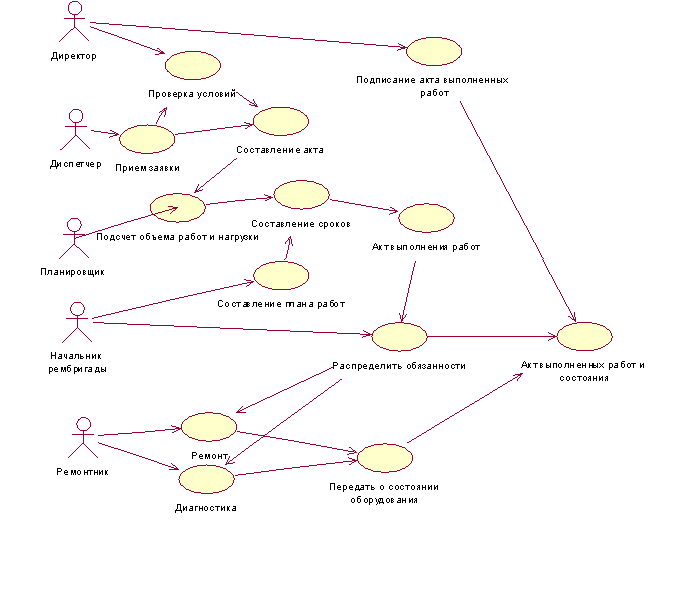 Директор
Подписание акта выполненных
работ
Проверка условий
Диспетчер
Прием заявки
Составление акта
Подсчет объема работ и нагрузки
Составление сроков
Акт выполнения работ
Планировщик
Составление плана работ
Начальник
рембригады
Распределить обязанности
Акт выполненных работ и
состояния
Ремонт
Ремонтник
Диагностика
Передать о состоянии
оборудования